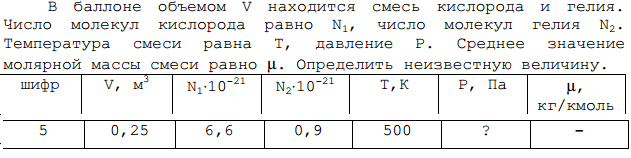 В баллоне объемом V находится смесь кислорода и гелия.
Число молекул кислорода равно N₁, число молекул гелия N₂.
Температура смеси равна T, давление P. Среднее значение
молярной массы смеси равно μ. Определить неизвестную величину.
шифр V, м³ N₁·10⁻²¹ N₂·10⁻²¹ T,K P, Па μ,
кг/кмоль
5 0,25 6,6 0,9 500 ? –